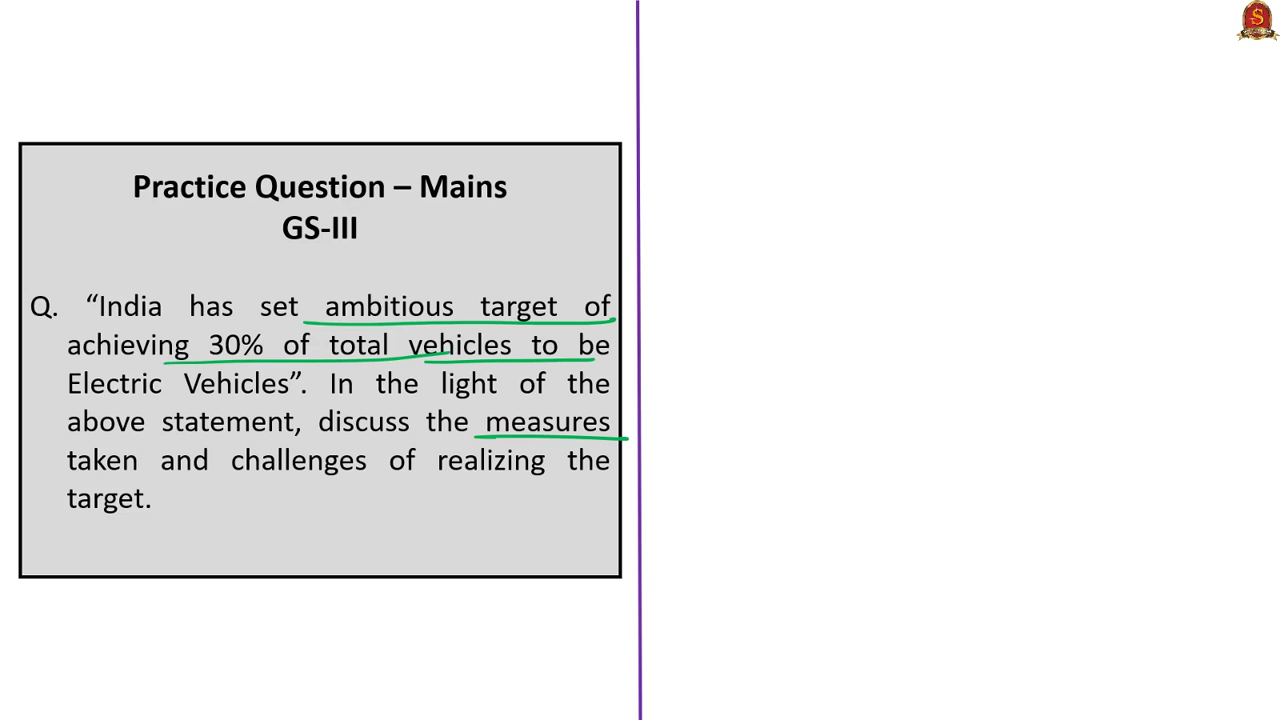 Practice Question – Mains
GS-III
Q. “India has set ambitious target of
achieving 30% of total vehicles to be
Electric Vehicles”. In the light of the
above statement, discuss the measures
taken and challenges of realizing the
target.
S